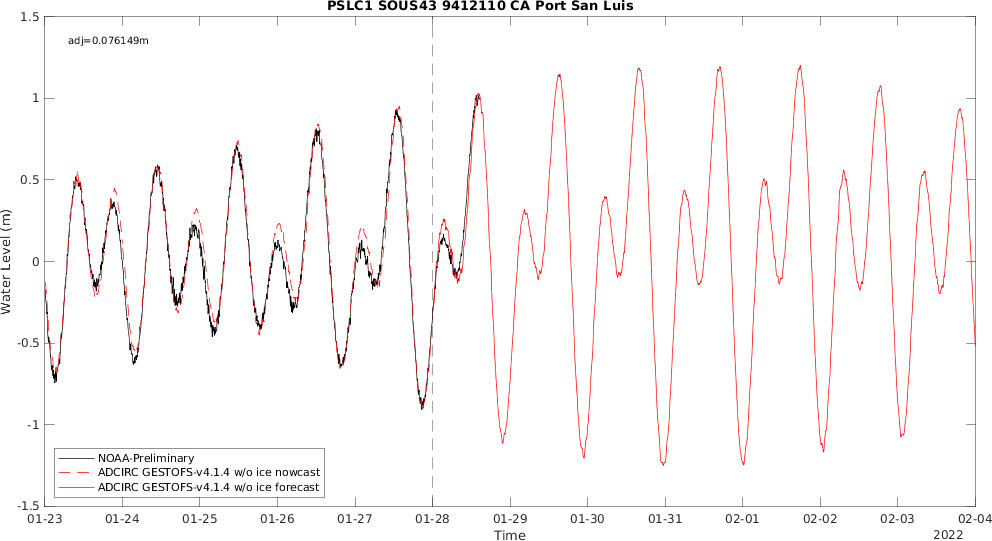 PSLC1 SOUS43 9412110 CA Port San Luis
adj=0.076149m
1.5
1
0.5
0
-0.5
-1
-1.5
Water Level (m)
NOAA-Preliminary
ADCIRC GESTOFS-v4.1.4 w/o ice nowcast
ADCIRC GESTOFS-v4.1.4 w/o ice forecast
01-23 01-24 01-25 01-26 01-27 01-28 01-29 01-30 01-31 02-01 02-02 02-03 02-04
Time
2022